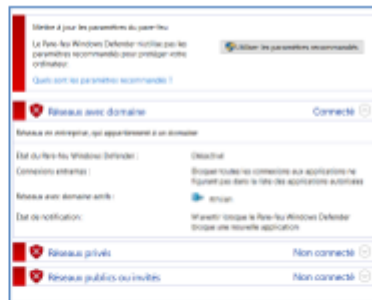 Mettre à jour les paramètres du pare-feu
Le Pare-feu Windows Defender n'utilise pas les
paramètres recommandés pour protéger votre
ordinateur.
Utiliser les paramètres recommandés
Quels sont les paramètres recommandés ?
Réseaux avec domaine Connecté
Réseaux en entreprise, qui appartiennent à un domaine
État du Pare-feu Windows Defender : Désactivé
Connexions entrantes : Bloquer toutes les connexions aux applications ne
figurant pas dans la liste des applications autorisées
Réseaux avec domaine actifs :
État de notification : M'avertir lorsque le Pare-feu Windows Defender
bloque une nouvelle application
Réseaux privés Non connecté
Réseaux publics ou invités Non connecté